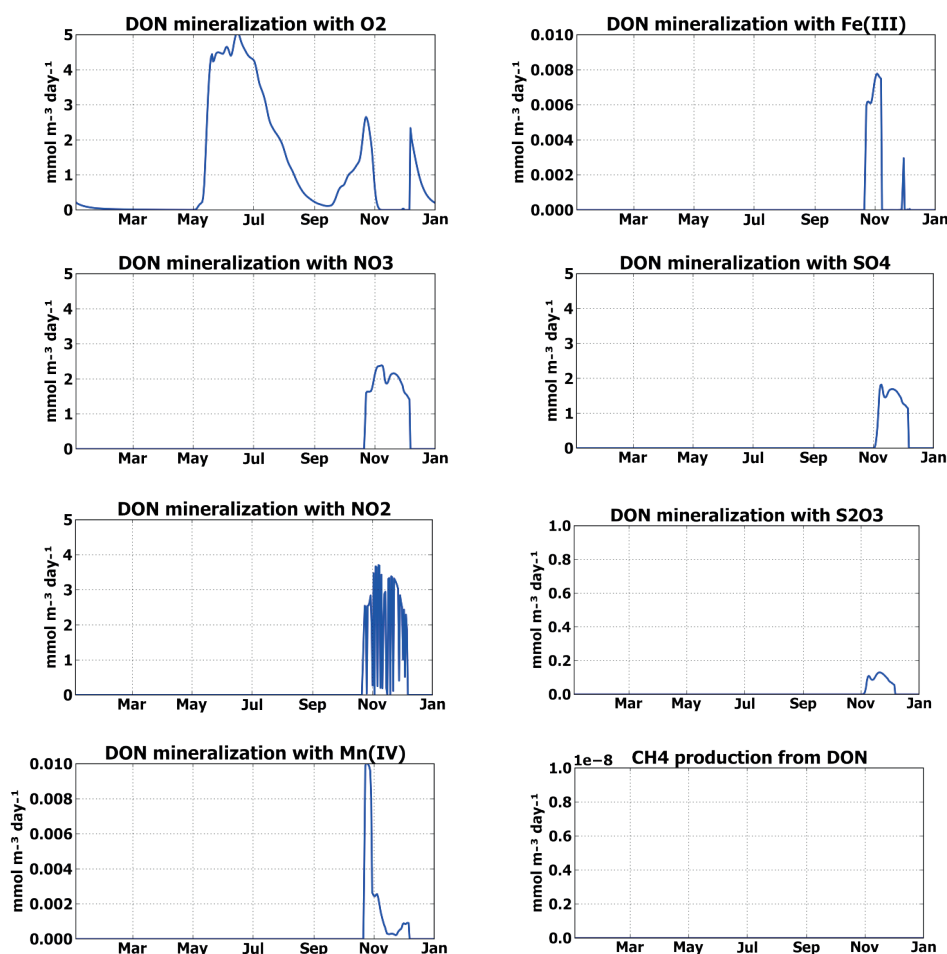 DON mineralization with O2
mmol m-³ day-¹
5
4
3
2
1
0
Mar May Jul Sep Nov Jan
DON mineralization with Fe(III)
mmol m-³ day-¹
0.010
0.008
0.006
0.004
0.002
0.000
Mar May Jul Sep Nov Jan
DON mineralization with NO3
mmol m-³ day-¹
5
4
3
2
1
0
Mar May Jul Sep Nov Jan
DON mineralization with SO4
mmol m-³ day-¹
5
4
3
2
1
0
Mar May Jul Sep Nov Jan
DON mineralization with NO2
mmol m-³ day-¹
5
4
3
2
1
0
Mar May Jul Sep Nov Jan
DON mineralization with S2O3
mmol m-³ day-¹
1.0
0.8
0.6
0.4
0.2
0.0
Mar May Jul Sep Nov Jan
DON mineralization with Mn(IV)
mmol m-³ day-¹
0.010
0.008
0.006
0.004
0.002
0.000
Mar May Jul Sep Nov Jan
1e−8 CH4 production from DON
mmol m-³ day-¹
1.0
0.8
0.6
0.4
0.2
0.0
Mar May Jul Sep Nov Jan